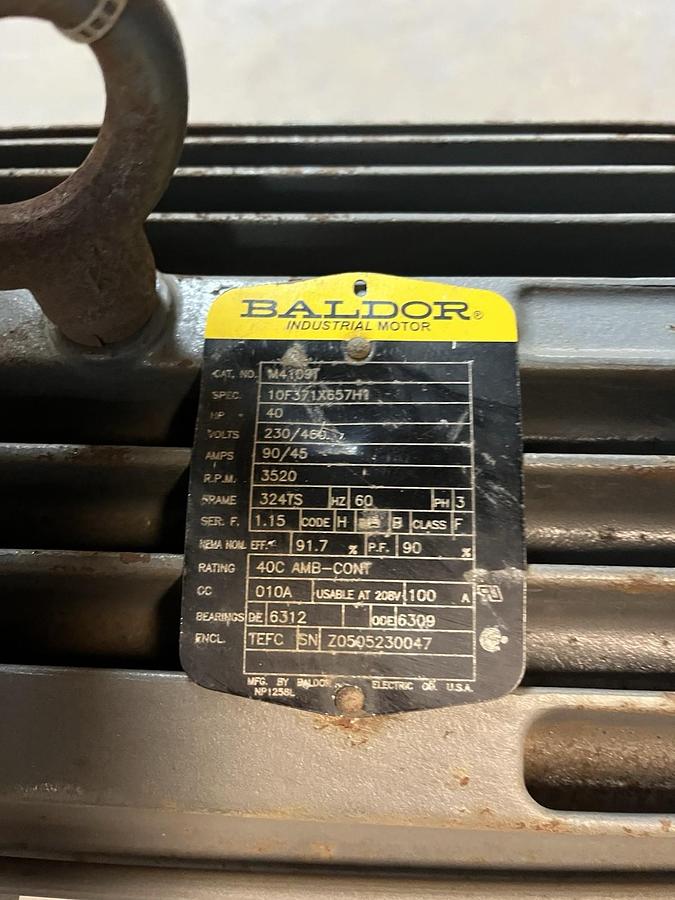 BALDOR®
INDUSTRIAL MOTOR
CAT. NO. M4109T
SPEC. 10F371X657H1
HP 40
VOLTS 230/460
AMPS 90/45
R.P.M. 3520
FRAME 324TS HZ 60 PH 3
SER. F. 1.15 CODE H DES B CLASS F
NEMA NOM. EFF. 91.7 % P.F. 90 %
RATING 40C AMB-CONT
CC 010A USABLE AT 208V 100 A
BEARINGS DE 6312 ODE 6309
ENCL. TEFC SN Z0505230047
MFG. BY BALDOR ELECTRIC CO. U.S.A.
NP1256L